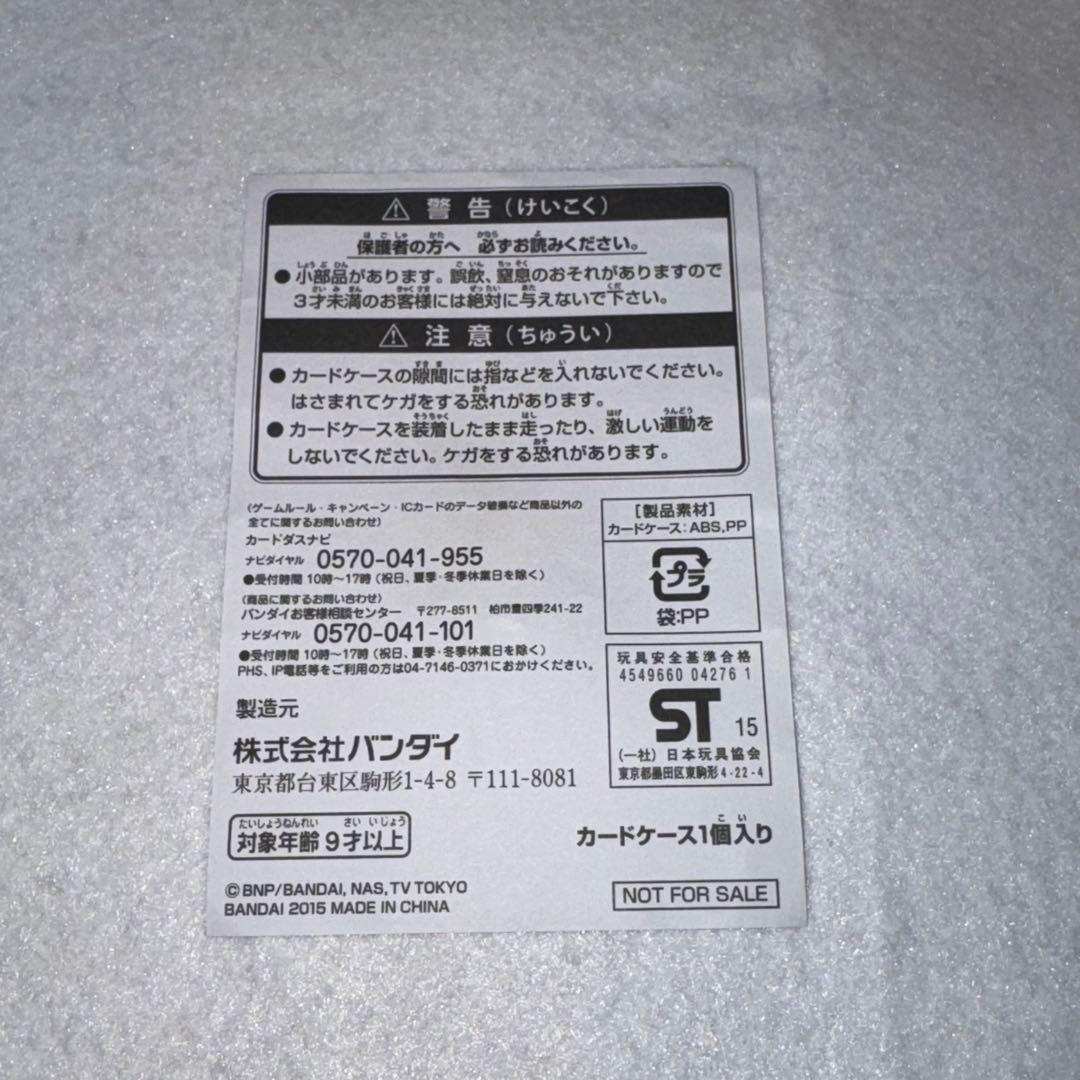 ⚠ 警告(けいこく)
保護者の方へ 必ずお読みください。
●小部品があります。誤飲、窒息のおそれがありますので
3才未満のお客様には絶対に与えないで下さい。
⚠ 注意(ちゅうい)
●カードケースの隙間には指などを入れないでください。
はさまれてケガをする恐れがあります。
●カードケースを装着したまま走ったり、激しい運動を
しないでください。ケガをする恐れがあります。
(ゲームルール・キャンペーン・ICカードのデータ破損など商品以外の
全てに関するお問い合わせ)
カードダスナビ
ナビダイヤル 0570-041-955
●受付時間 10時〜17時(祝日、夏季・冬季休業日を除く)
(商品に関するお問い合わせ)
バンダイお客様相談センター 〒277-8511 柏市豊四季241-22
ナビダイヤル 0570-041-101
●受付時間 10時〜17時(祝日、夏季・冬季休業日を除く)
PHS、IP電話等をご利用の方は04-7146-0371におかけください。
[製品素材]
カードケース:ABS,PP
プラ
袋:PP
玩具安全基準合格
4549660 04276 1
ST 15
(一社)日本玩具協会
東京都墨田区東駒形4-22-4
製造元
株式会社バンダイ
東京都台東区駒形1-4-8 〒111-8081
対象年齢 9才以上
カードケース1個入り
©BNP/BANDAI, NAS, TV TOKYO
BANDAI 2015 MADE IN CHINA
NOT FOR SALE